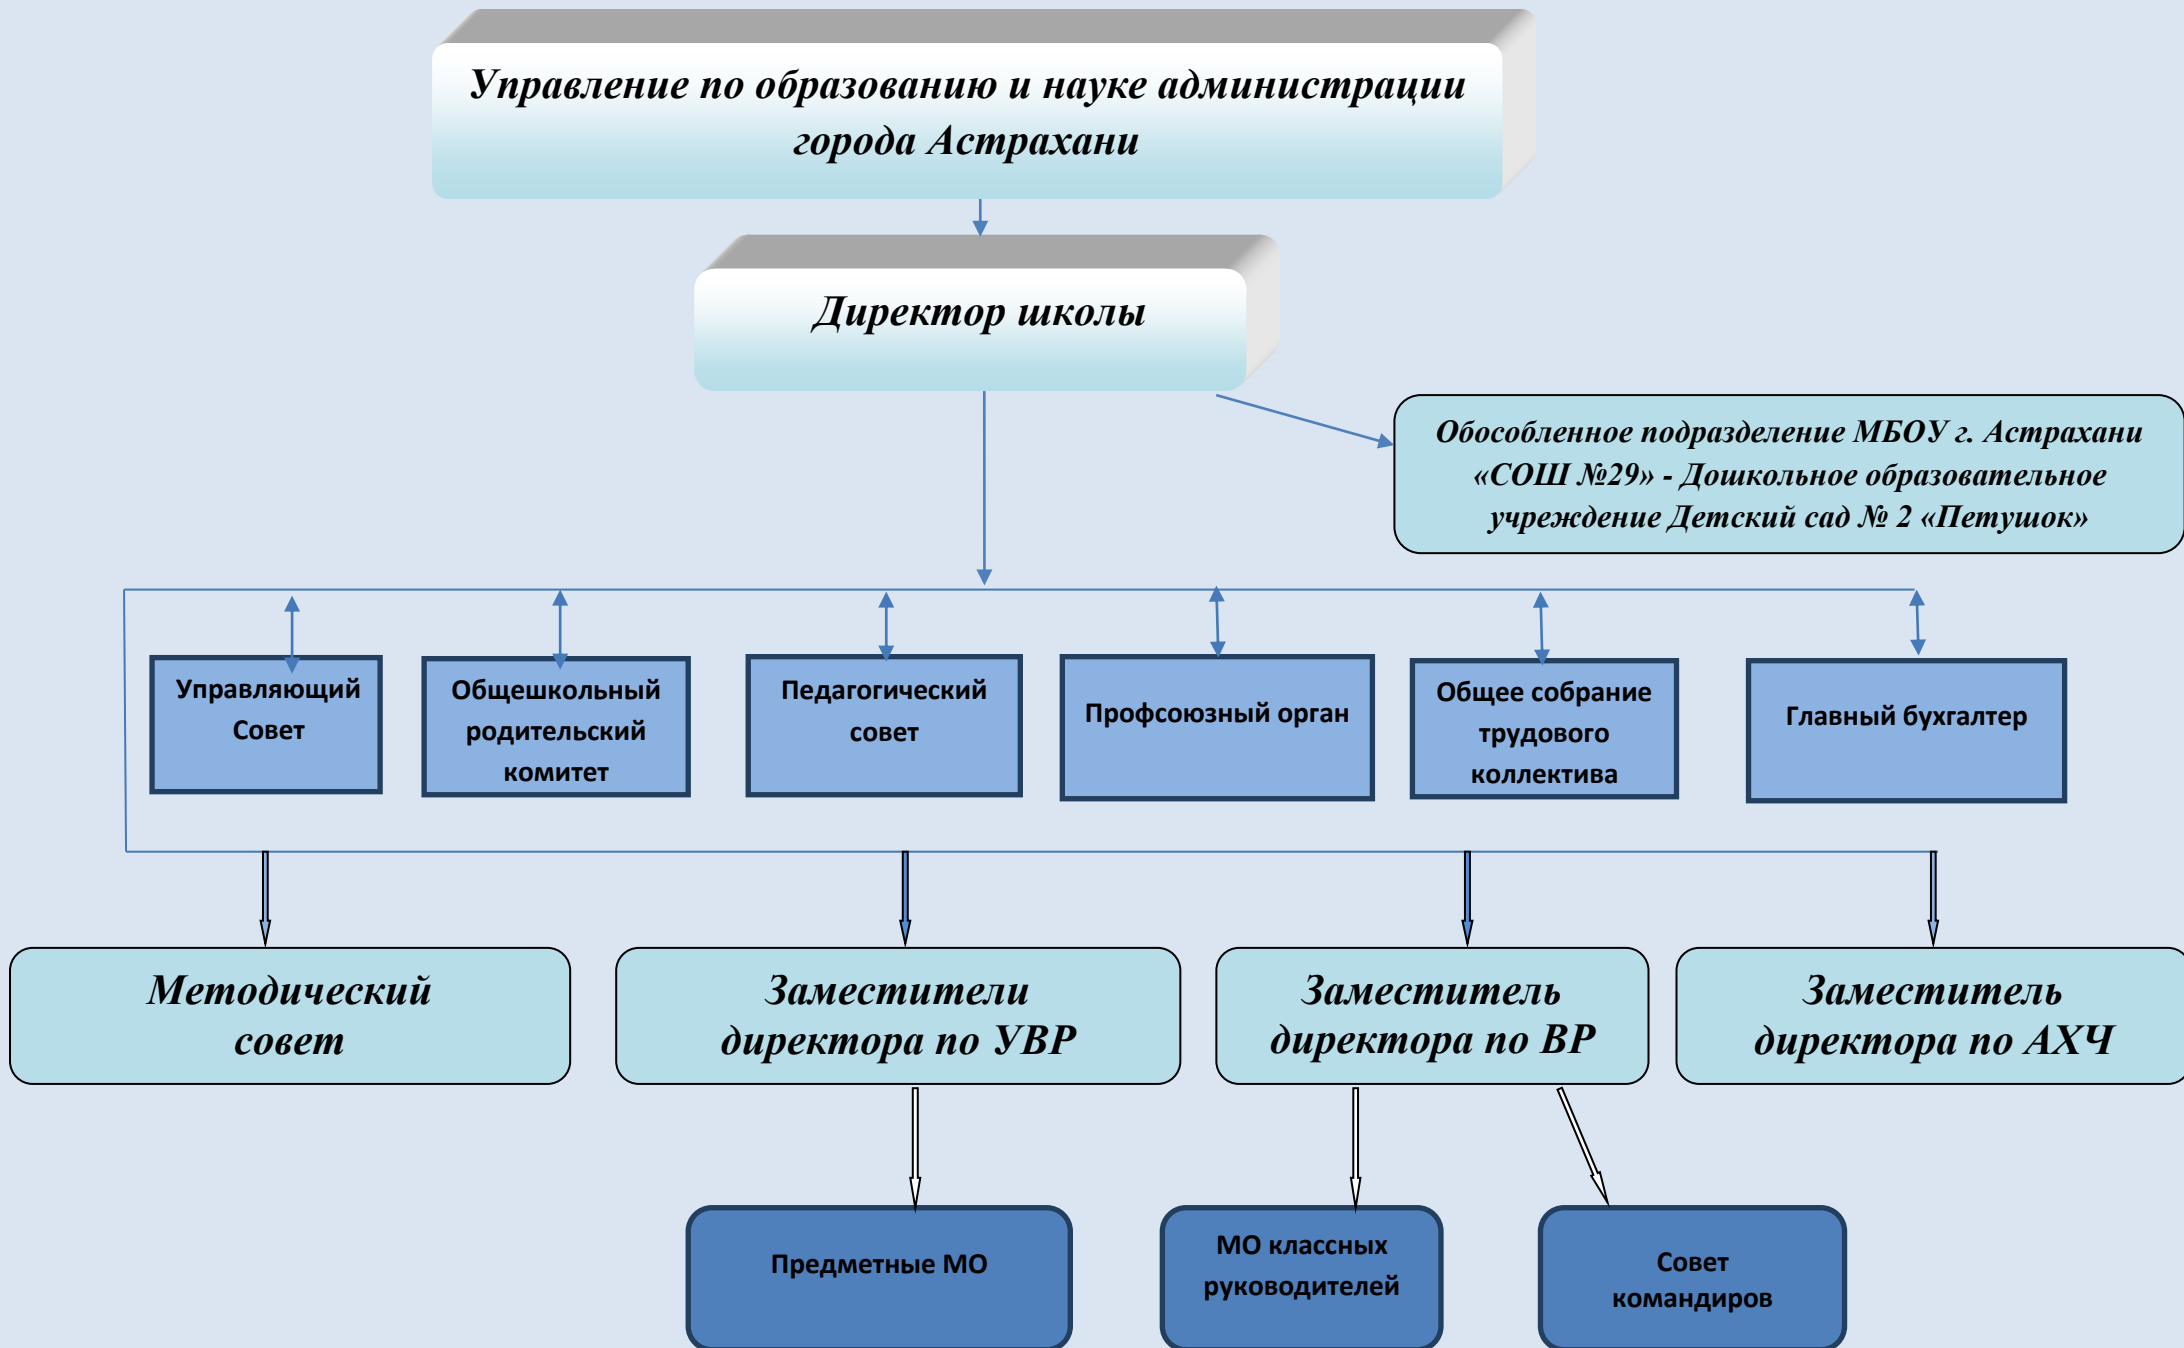 Управление по образованию и науке администрации
города Астрахани
Директор школы
Обособленное подразделение МБОУ г. Астрахани
«СОШ №29» - Дошкольное образовательное
учреждение Детский сад № 2 «Петушок»
Управляющий
Совет
Общешкольный
родительский
комитет
Педагогический
совет
Профсоюзный орган
Общее собрание
трудового
коллектива
Главный бухгалтер
Методический
совет
Заместители
директора по УВР
Заместитель
директора по ВР
Заместитель
директора по АХЧ
Предметные МО
МО классных
руководителей
Совет
командиров